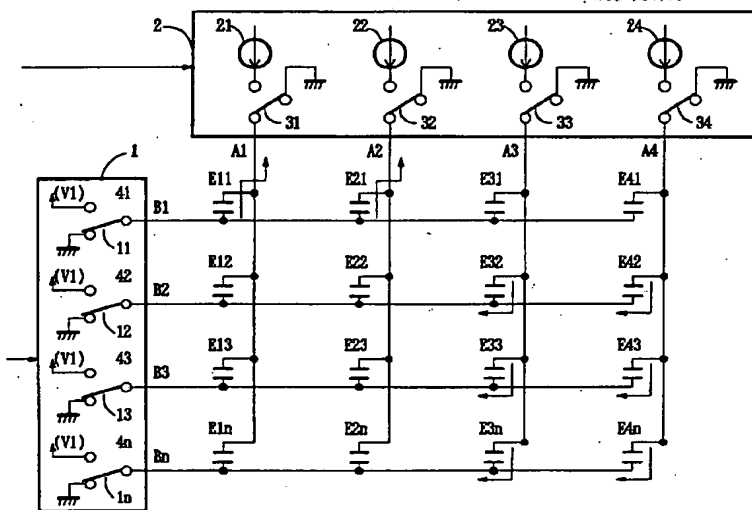 2 21 22 23 24
31 32 33 34
1 A1 A2 A3 A4
E11 E21 E31 E41
(V1) 41 B1
11
E12 E22 E32 E42
(V1) 42 B2
12
E13 E23 E33 E43
(V1) 43 B3
13
E1n E2n E3n E4n
(V1) 4n Bn
1n